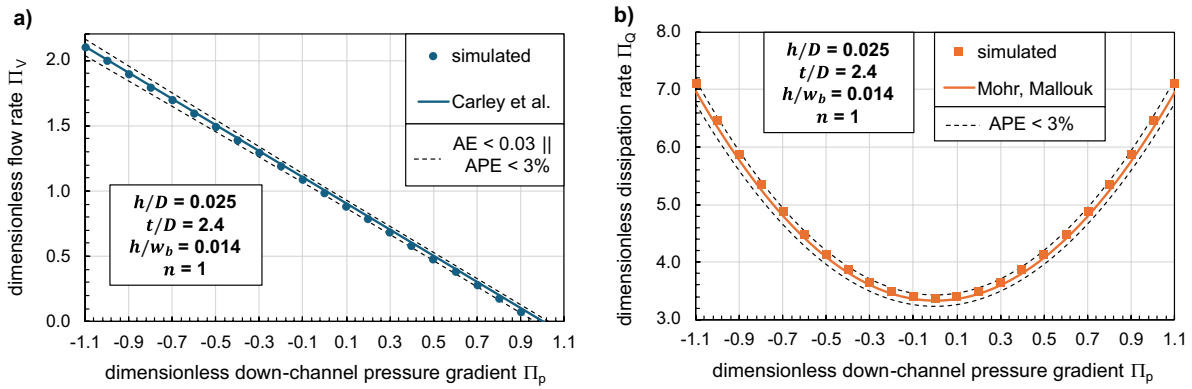 a)
dimensionless flow rate Π_V
2.0
1.5
1.0
0.5
0.0
simulated
Carley et al.
AE < 0.03 ||
APE < 3%
h/D = 0.025
t/D = 2.4
h/w_b = 0.014
n = 1
-1.1 -0.9 -0.7 -0.5 -0.3 -0.1 0.1 0.3 0.5 0.7 0.9 1.1
dimensionless down-channel pressure gradient Π_p
b)
dimensionless dissipation rate Π_Q
8.0
7.0
6.0
5.0
4.0
3.0
h/D = 0.025
t/D = 2.4
h/w_b = 0.014
n = 1
simulated
Mohr, Mallouk
APE < 3%
-1.1 -0.9 -0.7 -0.5 -0.3 -0.1 0.1 0.3 0.5 0.7 0.9 1.1
dimensionless down-channel pressure gradient Π_p